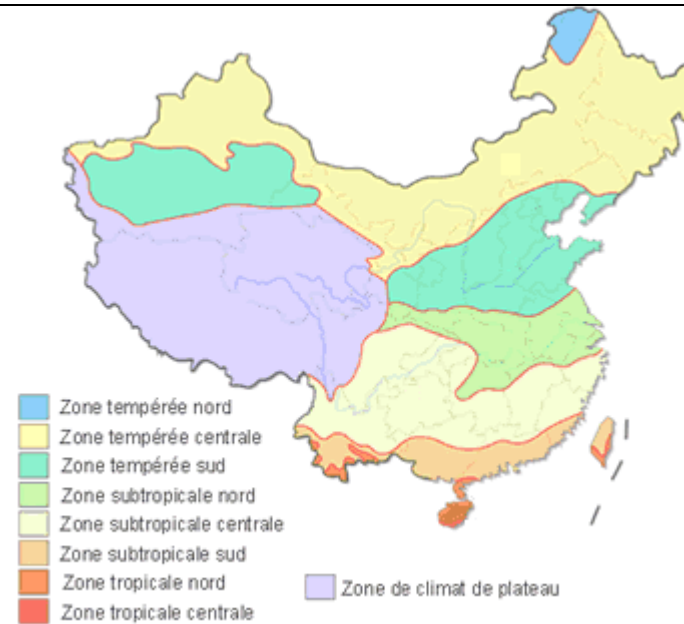 Zone tempérée nord
Zone tempérée centrale
Zone tempérée sud
Zone subtropicale nord
Zone subtropicale centrale
Zone subtropicale sud
Zone tropicale nord
Zone tropicale centrale
Zone de climat de plateau